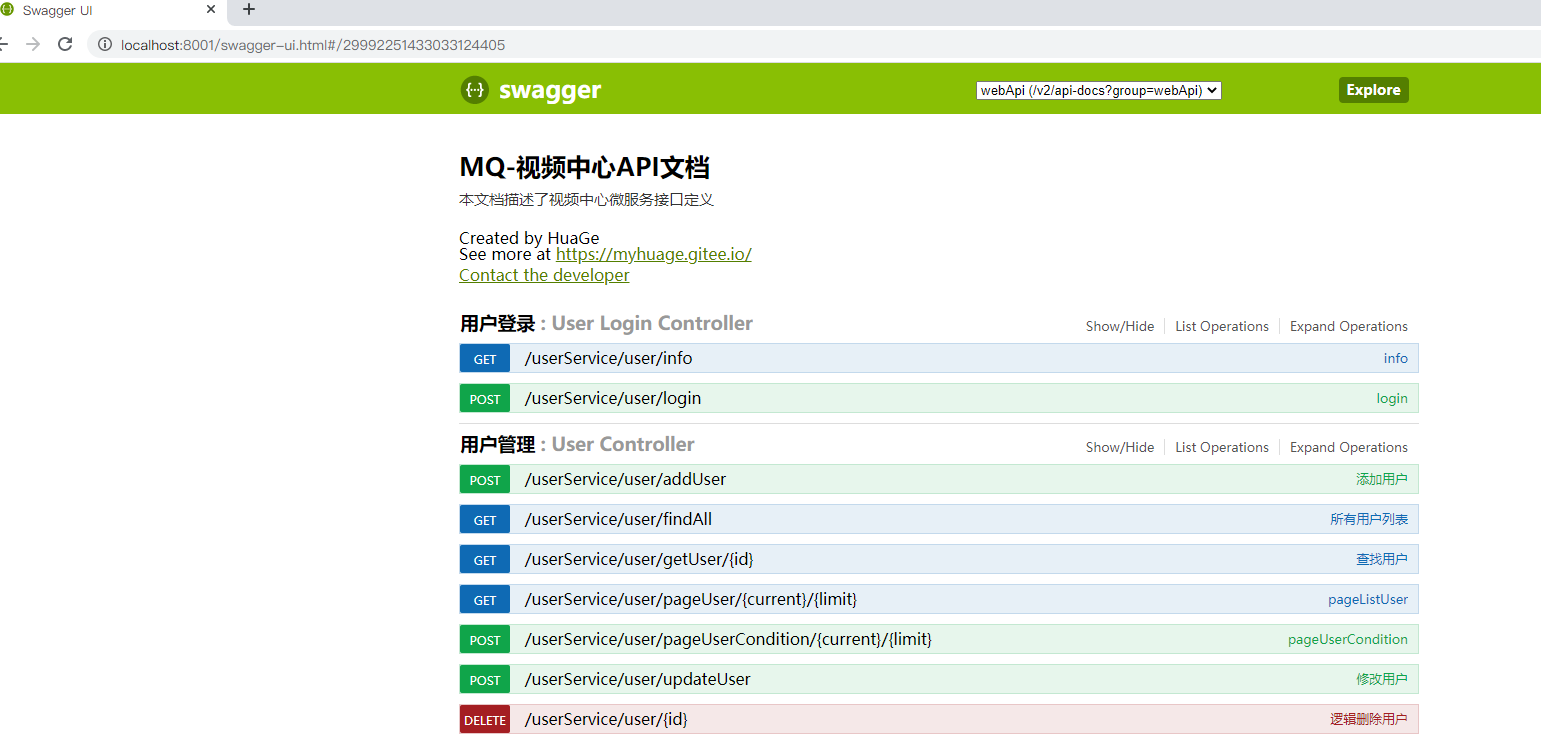 Swagger UI
localhost:8001/swagger-ui.html#/29992251433033124405
{··} swagger
webApi (/v2/api-docs?group=webApi)
Explore
MQ-视频中心API文档
本文档描述了视频中心微服务接口定义
Created by HuaGe
See more at https://myhuage.gitee.io/
Contact the developer
用户登录 : User Login Controller Show/Hide List Operations Expand Operations
GET /userService/user/info info
POST /userService/user/login login
用户管理 : User Controller Show/Hide List Operations Expand Operations
POST /userService/user/addUser 添加用户
GET /userService/user/findAll 所有用户列表
GET /userService/user/getUser/{id} 查找用户
GET /userService/user/pageUser/{current}/{limit} pageListUser
POST /userService/user/pageUserCondition/{current}/{limit} pageUserCondition
POST /userService/user/updateUser 修改用户
DELETE /userService/user/{id} 逻辑删除用户